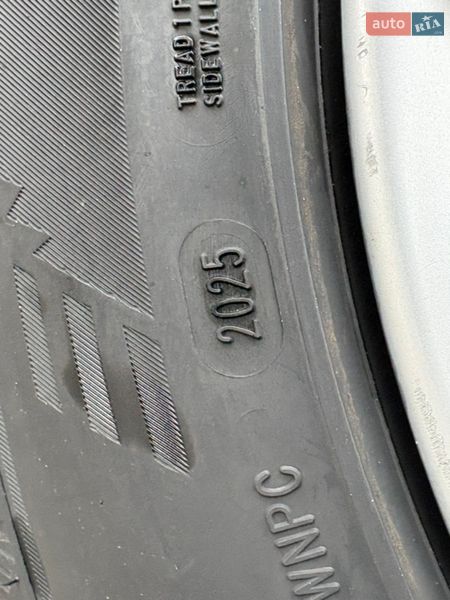 auto RIA
TREAD 1 P
SIDEWALL
2025
WNPC